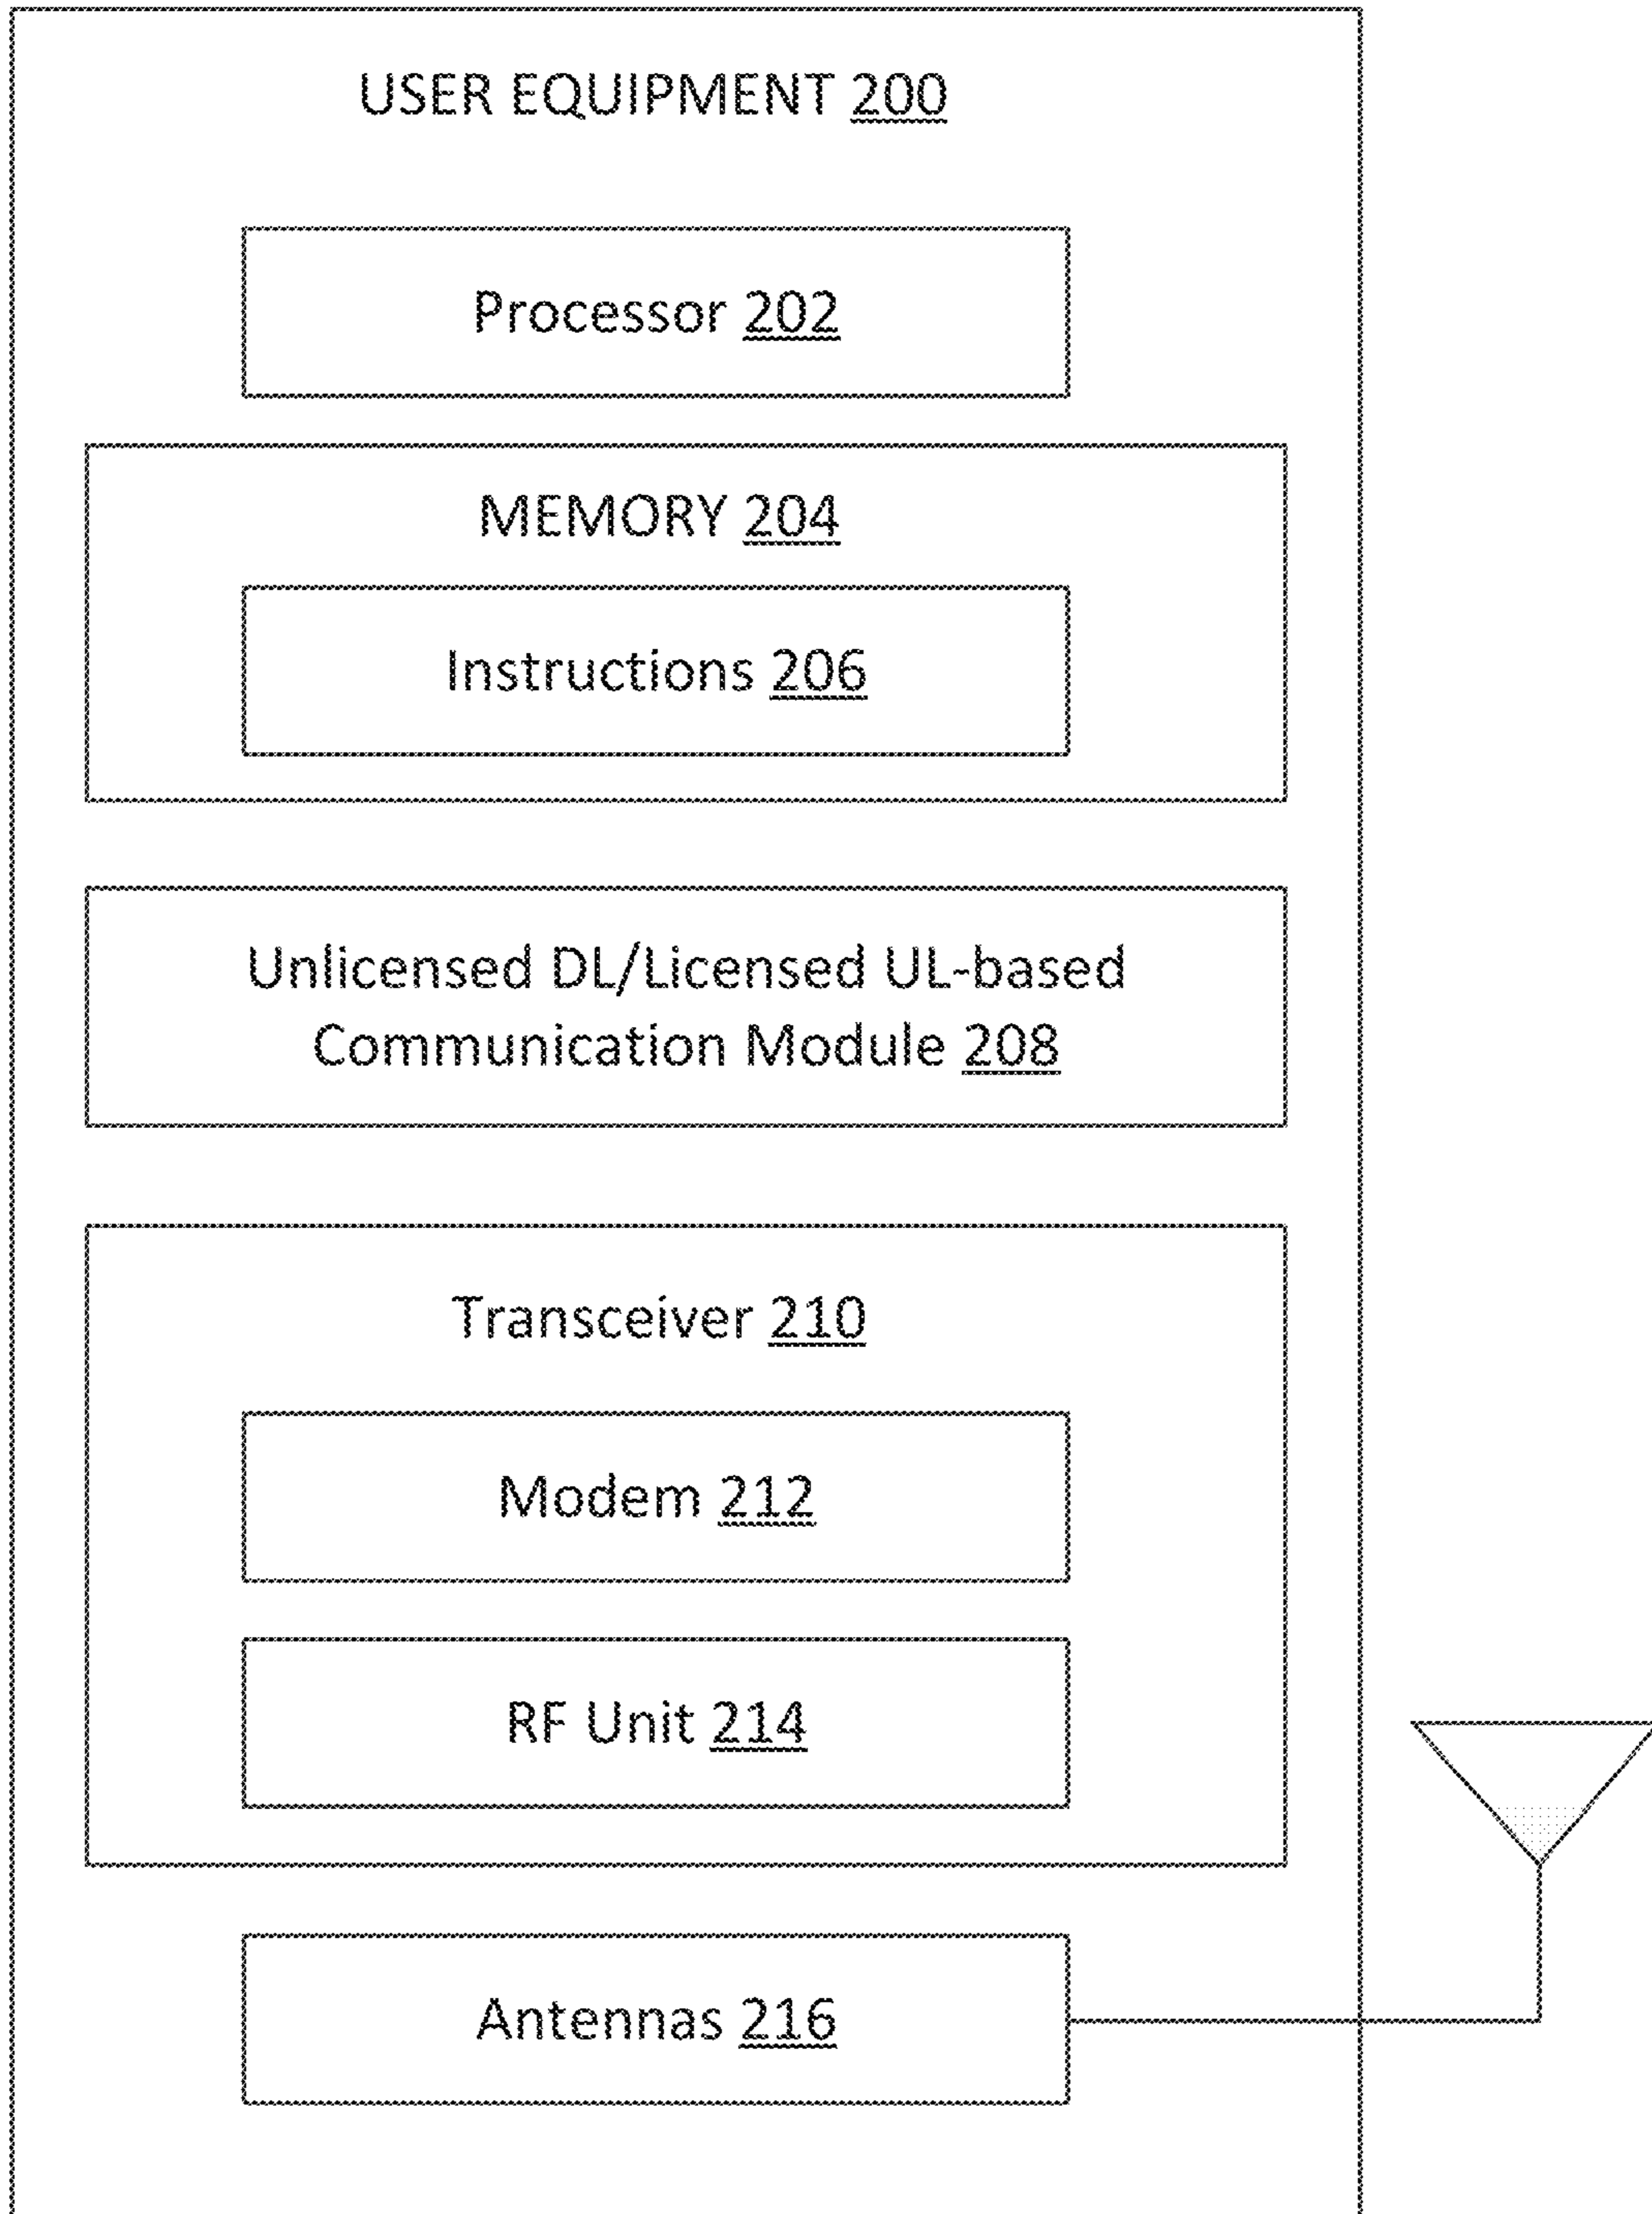 USER EQUIPMENT 200
Processor 202
MEMORY 204
Instructions 206
Unlicensed DL/Licensed UL-based
Communication Module 208
Transceiver 210
Modem 212
RF Unit 214
Antennas 216